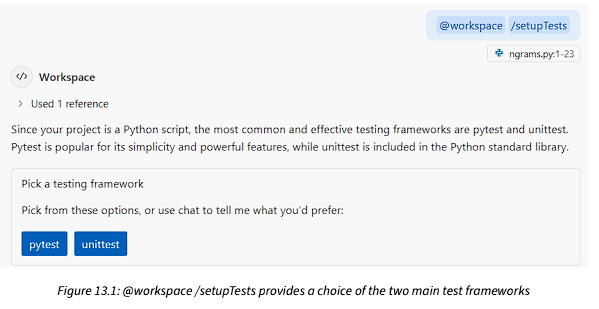 @workspace /setupTests
ngrams.py:1-23
</> Workspace
> Used 1 reference
Since your project is a Python script, the most common and effective testing frameworks are pytest and unittest.
Pytest is popular for its simplicity and powerful features, while unittest is included in the Python standard library.
Pick a testing framework
Pick from these options, or use chat to tell me what you'd prefer:
pytest unittest
Figure 13.1: @workspace /setupTests provides a choice of the two main test frameworks